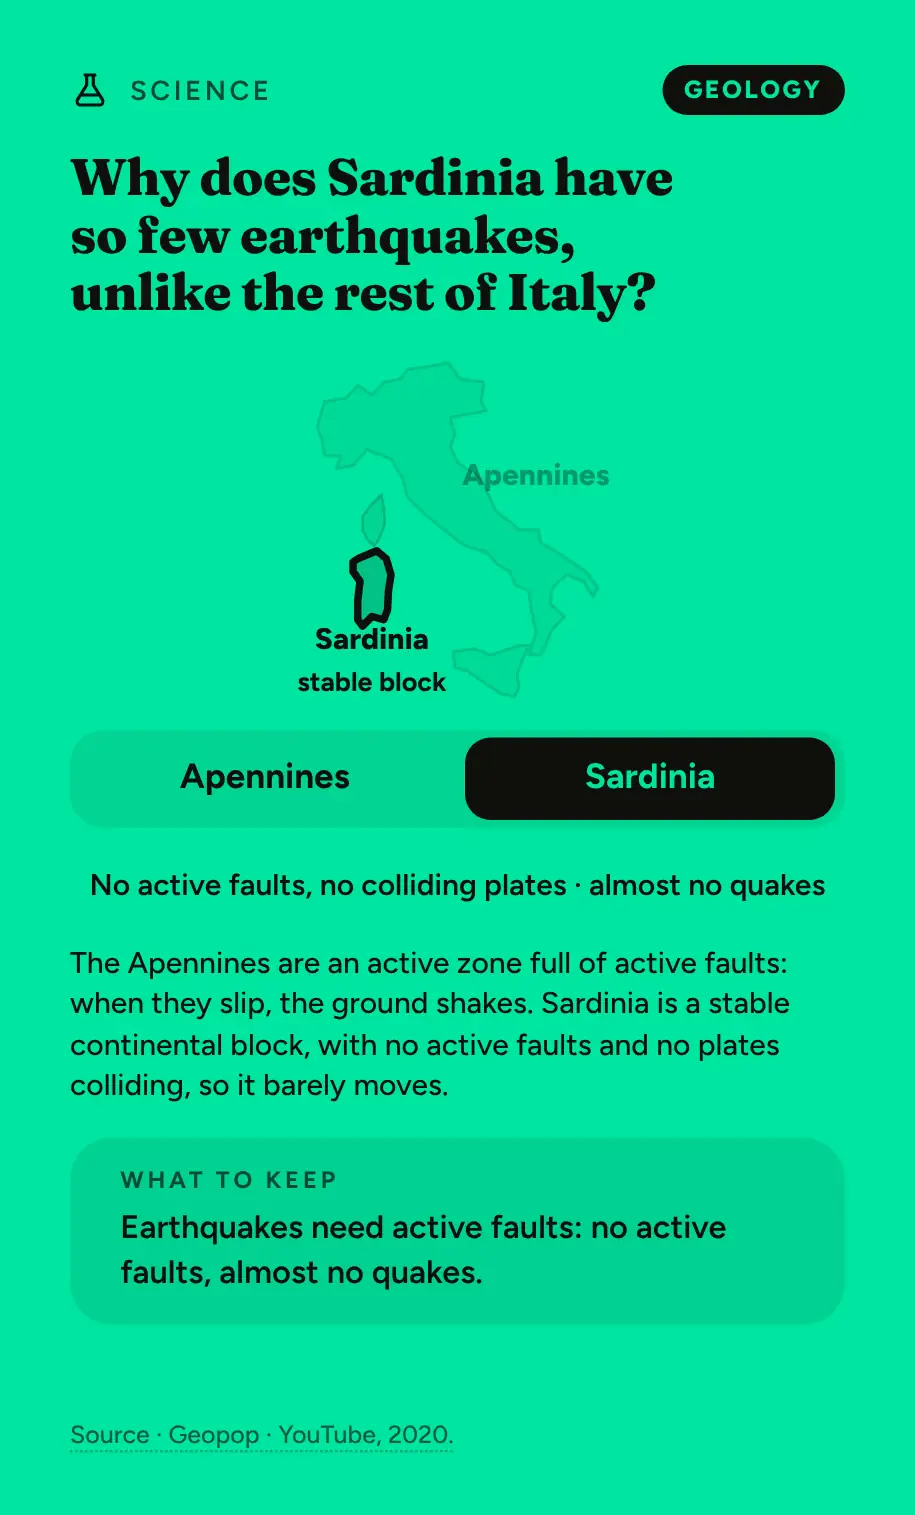 SCIENCE
GEOLOGY
Why does Sardinia have
so few earthquakes,
unlike the rest of Italy?
Apennines
Sardinia
stable block
Apennines
Sardinia
No active faults, no colliding plates · almost no quakes
The Apennines are an active zone full of active faults:
when they slip, the ground shakes. Sardinia is a stable
continental block, with no active faults and no plates
colliding, so it barely moves.
WHAT TO KEEP
Earthquakes need active faults: no active
faults, almost no quakes.
Source · Geopop · YouTube, 2020.